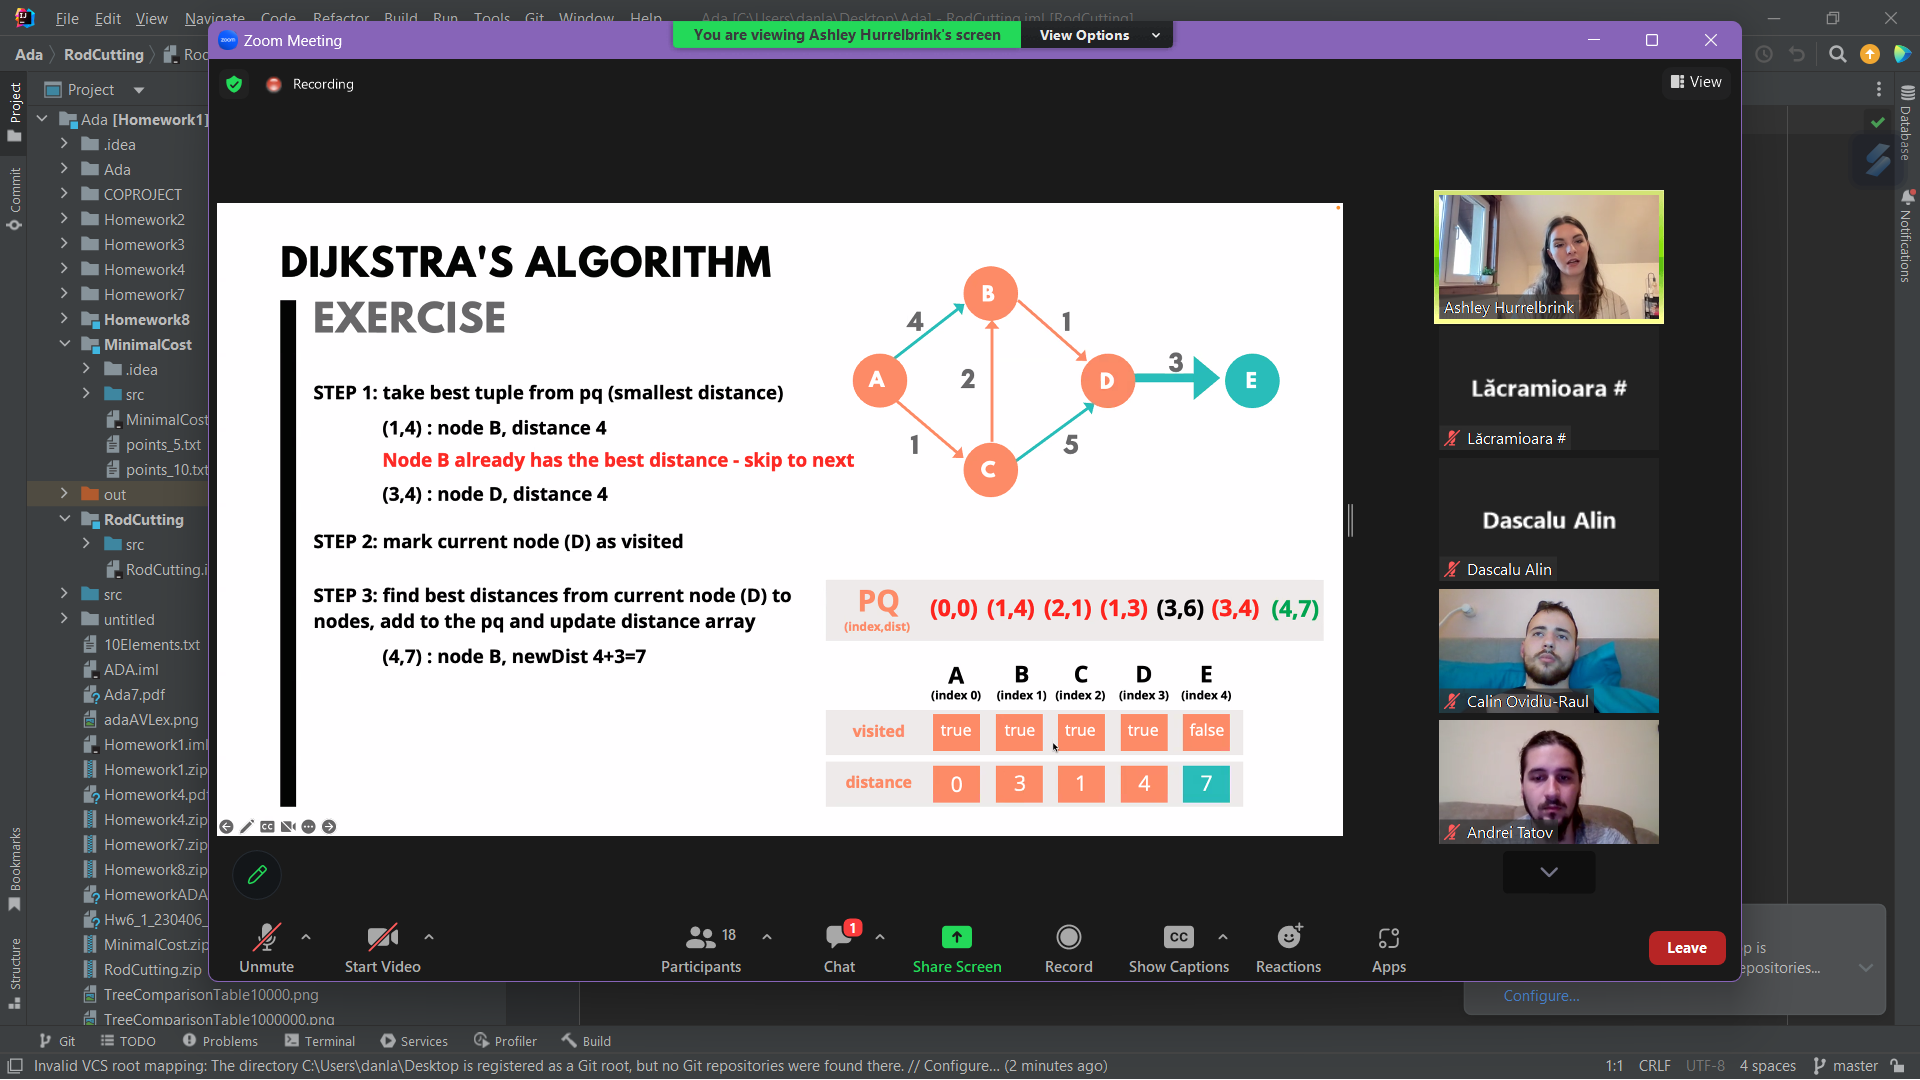 File Edit View Navigate Code Refactor Build Run Tools Git Window Help Ada [C:\Users\danla\Desktop\Ada] - RodCutting.iml [RodCutting]
Ada RodCutting
Project
Ada [Homework1]
.idea
Ada
COPROJECT
Homework2
Homework3
Homework4
Homework7
Homework8
MinimalCost
.idea
src
MinimalCost
points_5.txt
points_10.txt
out
RodCutting
src
RodCutting.i
src
untitled
10Elements.txt
ADA.iml
Ada7.pdf
adaAVLex.png
Homework1.iml
Homework1.zip
Homework4.pdf
Homework4.zip
Homework7.zip
Homework8.zip
HomeworkADA
Hw6_1_230406_
MinimalCost.zip
RodCutting.zip
TreeComparisonTable10000.png
TreeComparisonTable1000000.png
Project
Commit
Bookmarks
Structure
Zoom Meeting
You are viewing Ashley Hurrelbrink's screen
View Options
Recording
View
DIJKSTRA'S ALGORITHM
EXERCISE
STEP 1: take best tuple from pq (smallest distance)
(1,4) : node B, distance 4
Node B already has the best distance - skip to next
(3,4) : node D, distance 4
STEP 2: mark current node (D) as visited
STEP 3: find best distances from current node (D) to
nodes, add to the pq and update distance array
(4,7) : node B, newDist 4+3=7
B
4 1
A 2 D 3 E
1 5
C
PQ (0,0) (1,4) (2,1) (1,3) (3,6) (3,4) (4,7)
(index,dist)
A B C D E
(index 0) (index 1) (index 2) (index 3) (index 4)
visited true true true true false
distance 0 3 1 4 7
Ashley Hurrelbrink
Lăcramioara #
Lăcramioara #
Dascalu Alin
Dascalu Alin
Calin Ovidiu-Raul
Andrei Tatov
Database
Notifications
CC
Unmute
Start Video
18
Participants
1
Chat
Share Screen
Record
CC
Show Captions
Reactions
Apps
Leave
p is
epositories...
Configure...
Git TODO Problems Terminal Services Profiler Build
Invalid VCS root mapping: The directory C:\Users\danla\Desktop is registered as a Git root, but no Git repositories were found there. // Configure... (2 minutes ago)
1:1 CRLF UTF-8 4 spaces master